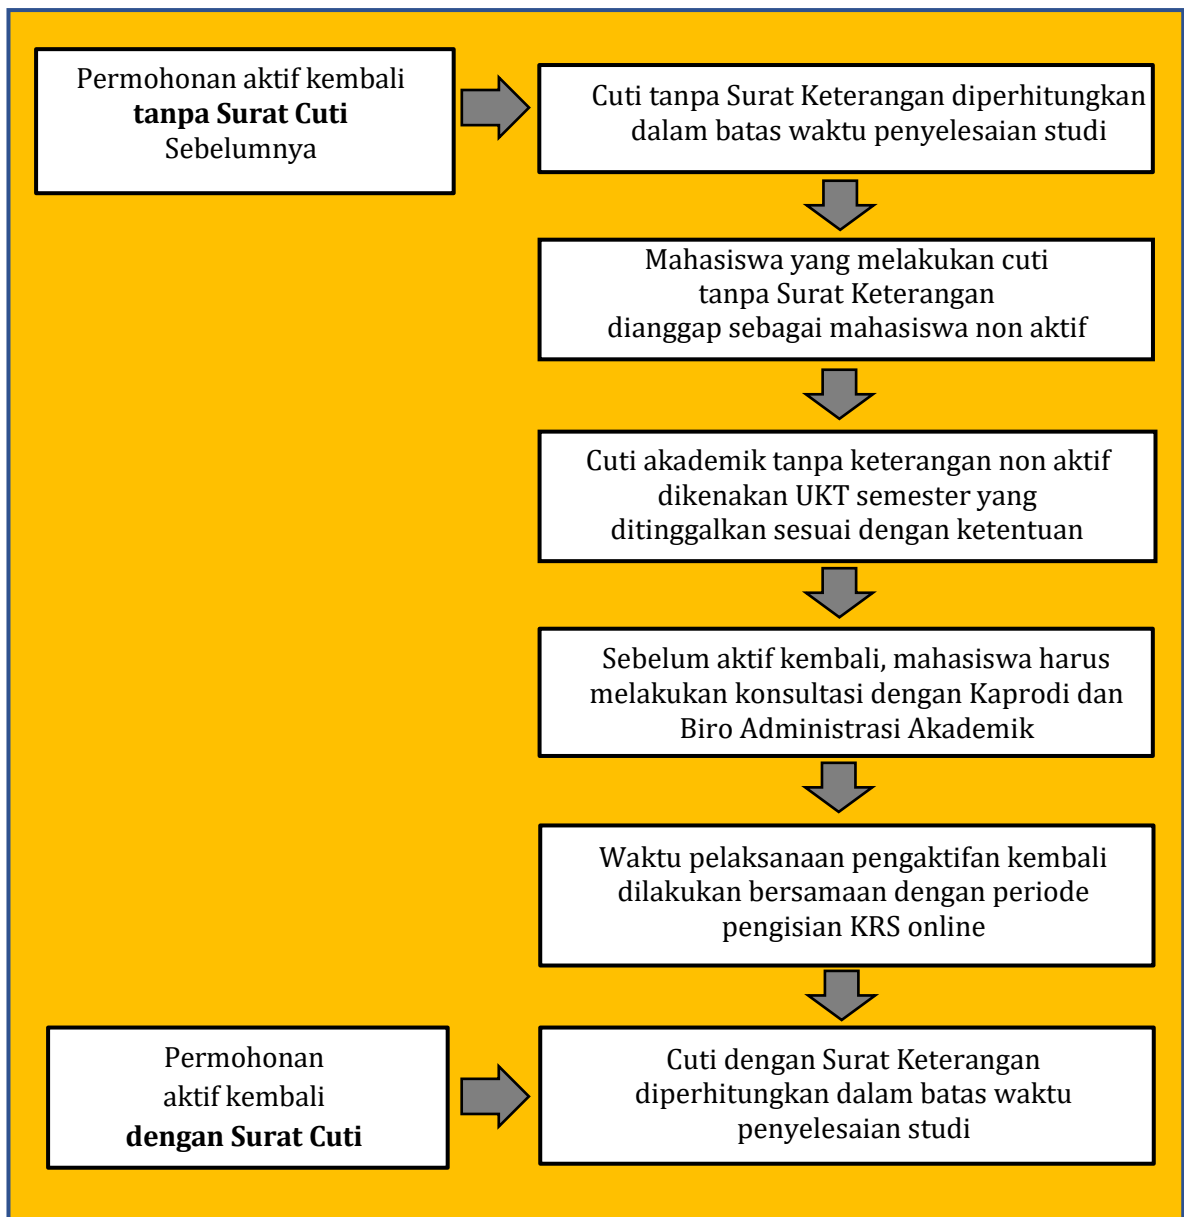 Permohonan aktif kembali
tanpa Surat Cuti
Sebelumnya
Cuti tanpa Surat Keterangan diperhitungkan
dalam batas waktu penyelesaian studi
Mahasiswa yang melakukan cuti
tanpa Surat Keterangan
dianggap sebagai mahasiswa non aktif
Cuti akademik tanpa keterangan non aktif
dikenakan UKT semester yang
ditinggalkan sesuai dengan ketentuan
Sebelum aktif kembali, mahasiswa harus
melakukan konsultasi dengan Kaprodi dan
Biro Administrasi Akademik
Waktu pelaksanaan pengaktifan kembali
dilakukan bersamaan dengan periode
pengisian KRS online
Permohonan
aktif kembali
dengan Surat Cuti
Cuti dengan Surat Keterangan
diperhitungkan dalam batas waktu
penyelesaian studi